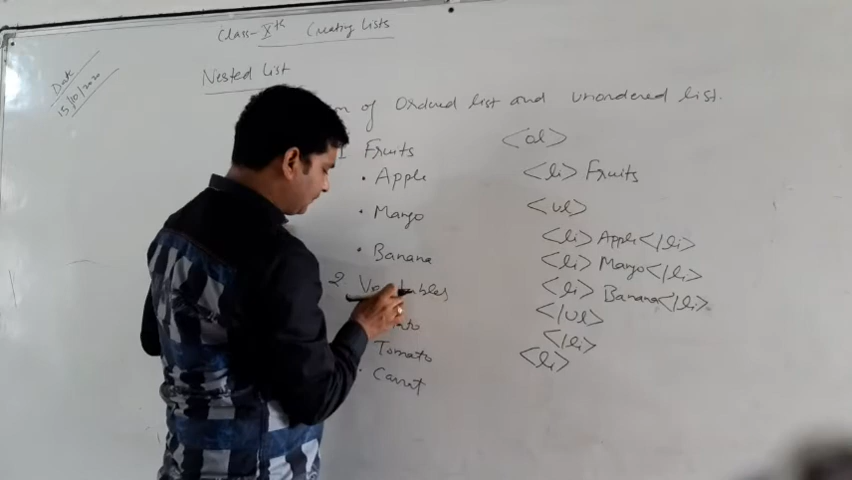 Class-Xth Creating Lists
Date
15/10/2020
Nested List
of Ordered list and unordered list.
1 Fruits
• Apple
• Mango
• Banana
2
Tomato
• Carrot
<ol>
<li> Fruits
<ul>
<li> Apple </li>
<li> Mango </li>
<li> Banana </li>
</ul>
</li>
<li>